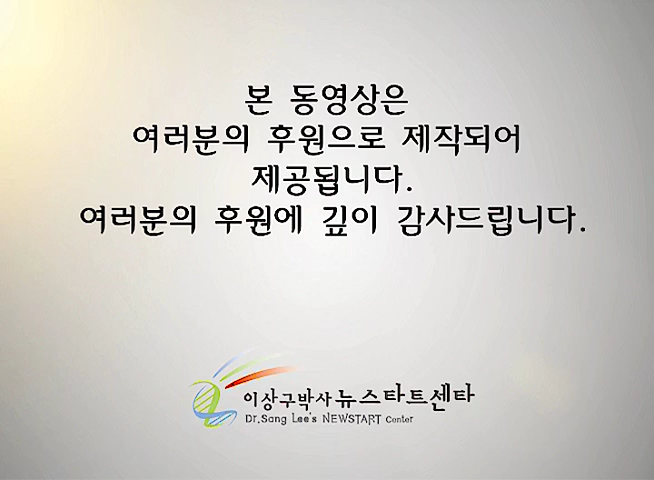 본 동영상은
여러분의 후원으로 제작되어
제공됩니다.
여러분의 후원에 깊이 감사드립니다.
이상구박사 뉴스타트센타
Dr.Sang Lee's NEWSTART Center